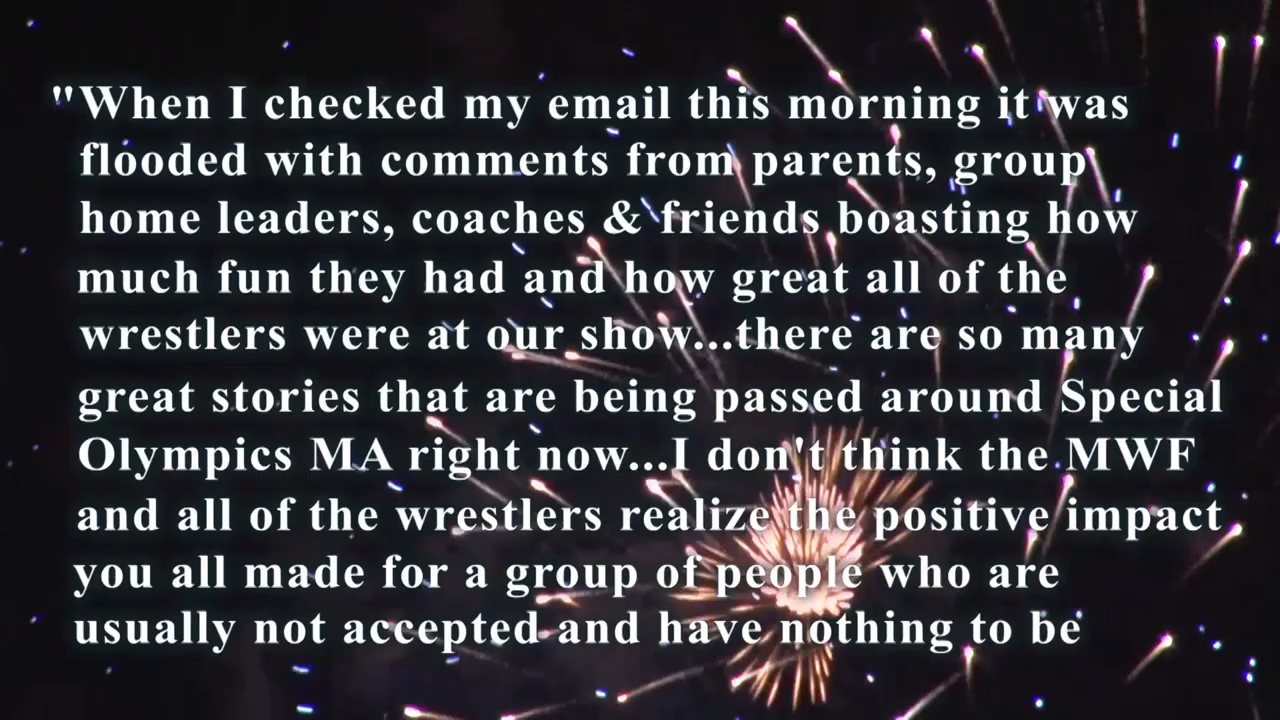 "When I checked my email this morning it was
flooded with comments from parents, group
home leaders, coaches & friends boasting how
much fun they had and how great all of the
wrestlers were at our show...there are so many
great stories that are being passed around Special
Olympics MA right now...I don't think the MWF
and all of the wrestlers realize the positive impact
you all made for a group of people who are
usually not accepted and have nothing to be